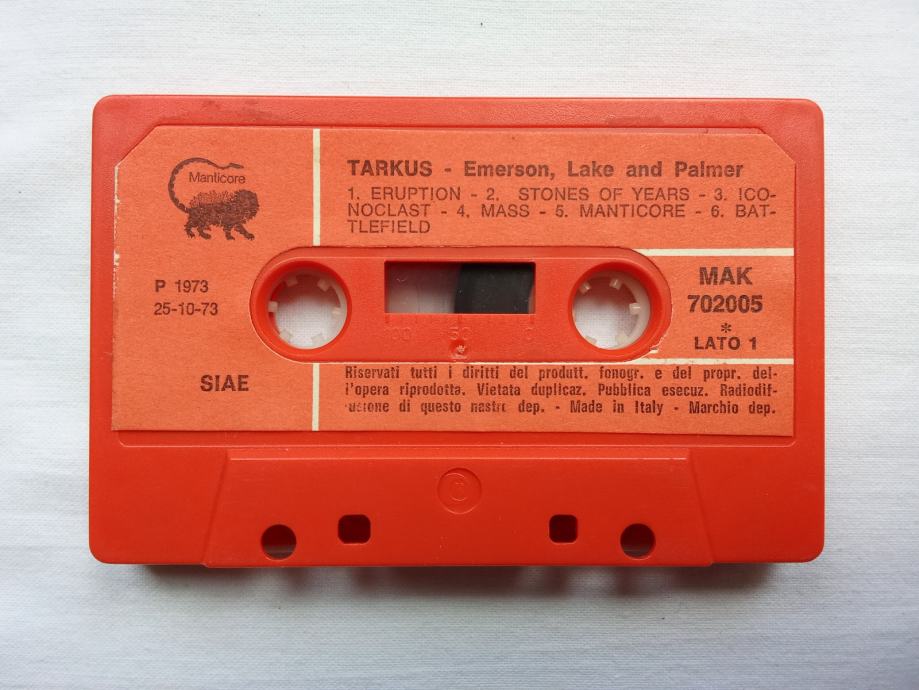 Manticore
TARKUS - Emerson, Lake and Palmer
1. ERUPTION - 2. STONES OF YEARS - 3. ICO-
NOCLAST - 4. MASS - 5. MANTICORE - 6. BAT-
TLEFIELD
P 1973
25-10-73
SIAE
MAK
702005
*
LATO 1
100 50 0
Riservati tutti i diritti del produtt. fonogr. e del propr. del-
l'opera riprodotta. Vietata duplicaz. Pubblica esecuz. Radiodif-
di questo nastro dep. - Made in Italy - Marchio dep.